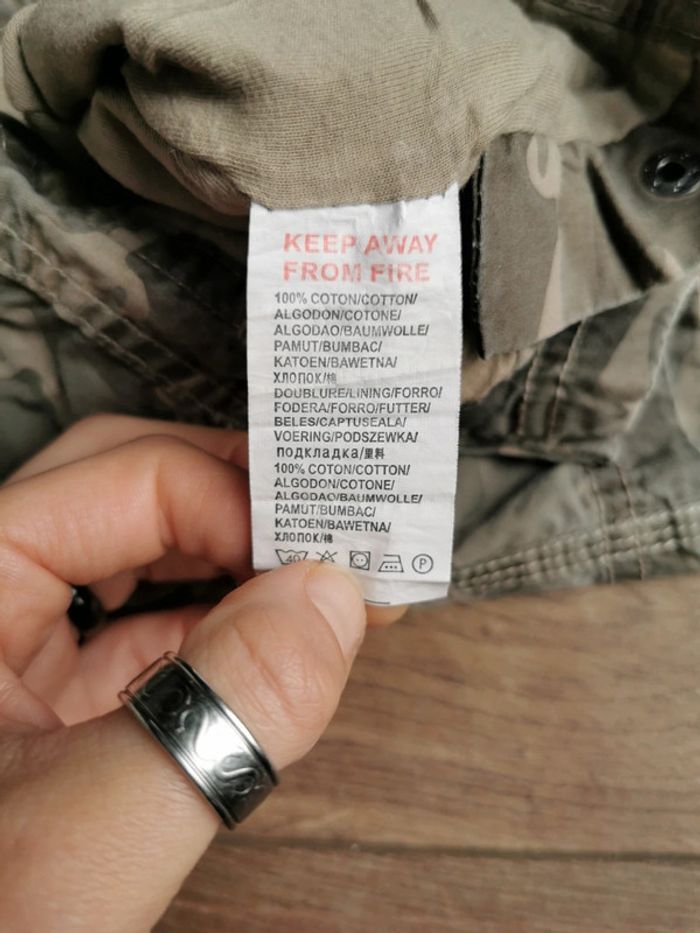 KEEP AWAY
FROM FIRE
100% COTON/COTTON/
ALGODON/COTONE/
ALGODAO/BAUMWOLLE/
PAMUT/BUMBAC/
KATOEN/BAWETNA/
ХЛОПОК/棉
DOUBLURE/LINING/FORRO/
FODERA/FORRO/FUTTER/
BELES/CAPTUSEALA/
VOERING/PODSZEWKA/
ПОДКЛАДКА/里料
100% COTON/COTTON/
ALGODON/COTONE/
ALGODAO/BAUMWOLLE/
PAMUT/BUMBAC/
KATOEN/BAWETNA/
ХЛОПОК/棉
40 P